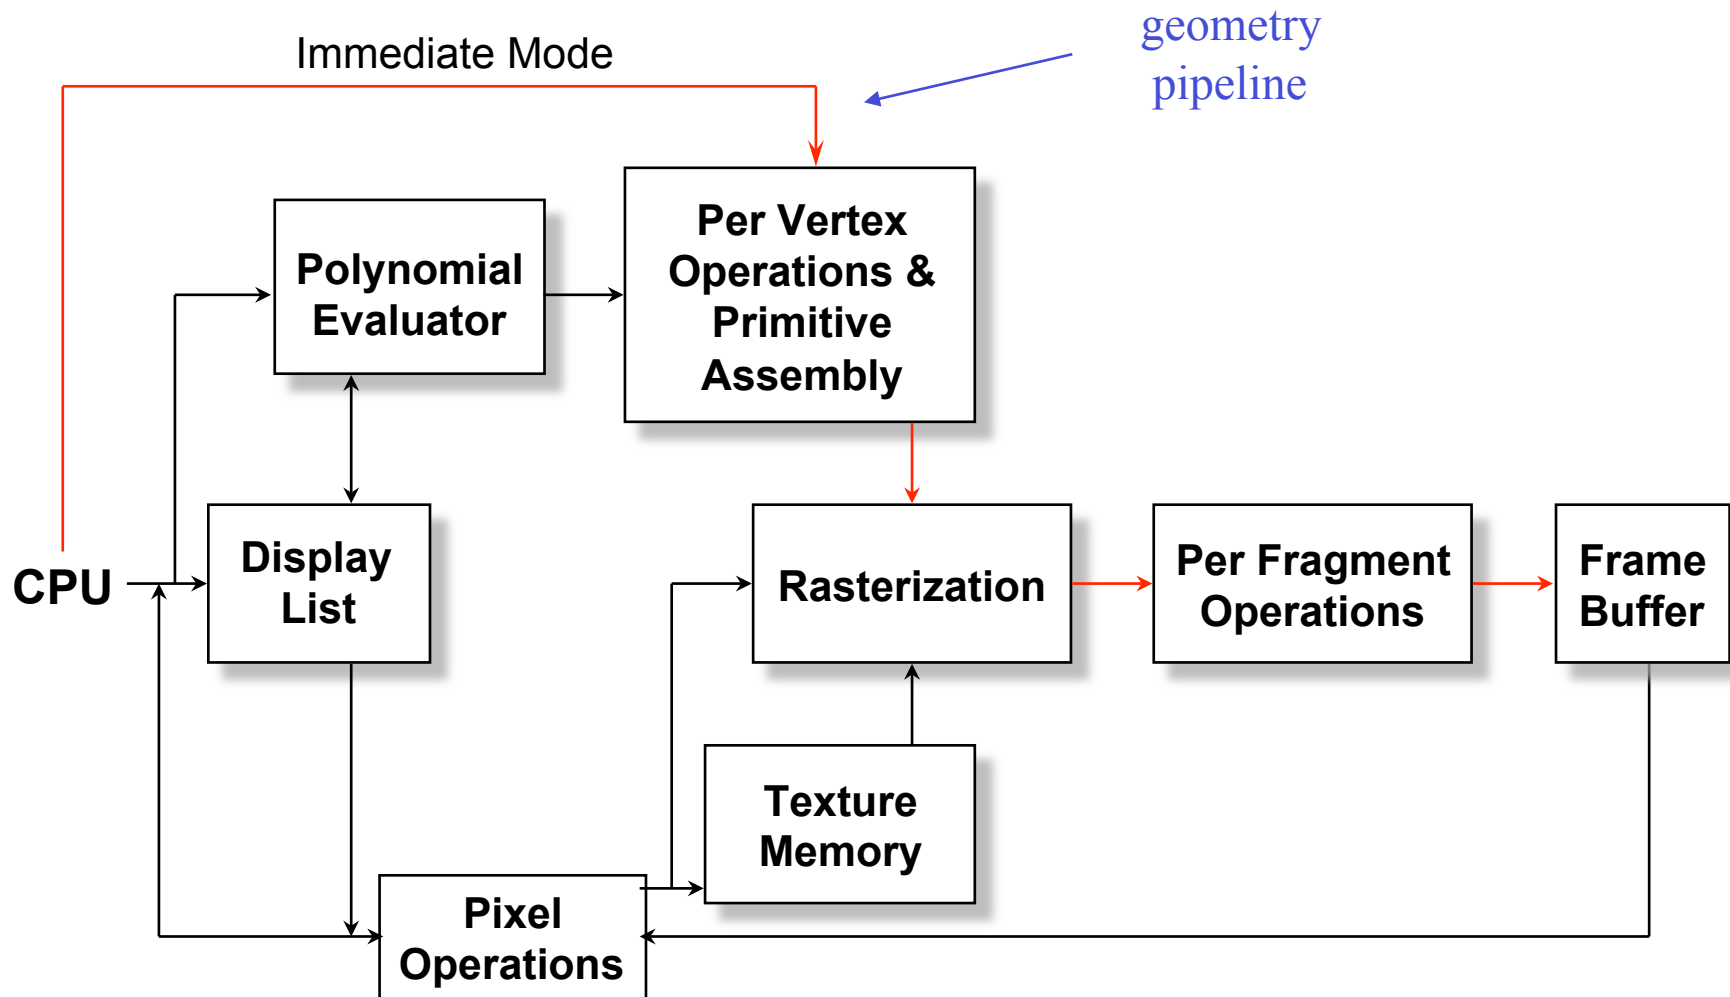 geometry
pipeline
Immediate Mode
Polynomial
Evaluator
Per Vertex
Operations &
Primitive
Assembly
CPU
Display
List
Rasterization
Per Fragment
Operations
Frame
Buffer
Texture
Memory
Pixel
Operations